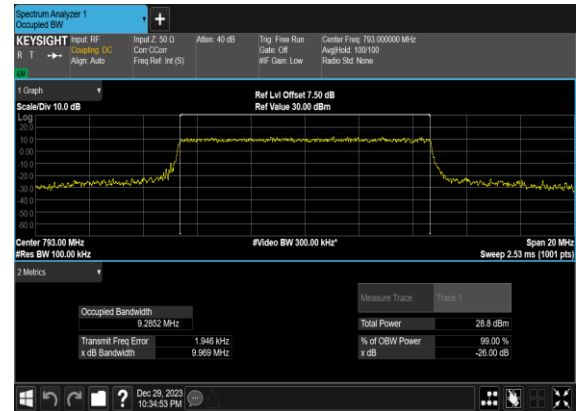 Spectrum Analyzer 1
Occupied BW
+
KEYSIGHT Input: RF Input Z: 50 Ω Atten: 40 dB Trig: Free Run Center Freq: 793.000000 MHz
R T Coupling: DC Corr CCorr Gate: Off Avg|Hold: 100/100
Align: Auto Freq Ref: Int (S) #IF Gain: Low Radio Std: None
1 Graph
Ref Lvl Offset 7.50 dB
Scale/Div 10.0 dB Ref Value 30.00 dBm
Log
20.0
10.0
0.00
-10.0
-20.0
-30.0
-40.0
-50.0
-60.0
Center 793.00 MHz #Video BW 300.00 kHz* Span 20 MHz
#Res BW 100.00 kHz Sweep 2.53 ms (1001 pts)
2 Metrics
Measure Trace Trace 1
Occupied Bandwidth
9.2852 MHz
Total Power 28.8 dBm
Transmit Freq Error 1.946 kHz % of OBW Power 99.00 %
x dB Bandwidth 9.969 MHz x dB -26.00 dB
? Dec 29, 2023
10:34:53 PM